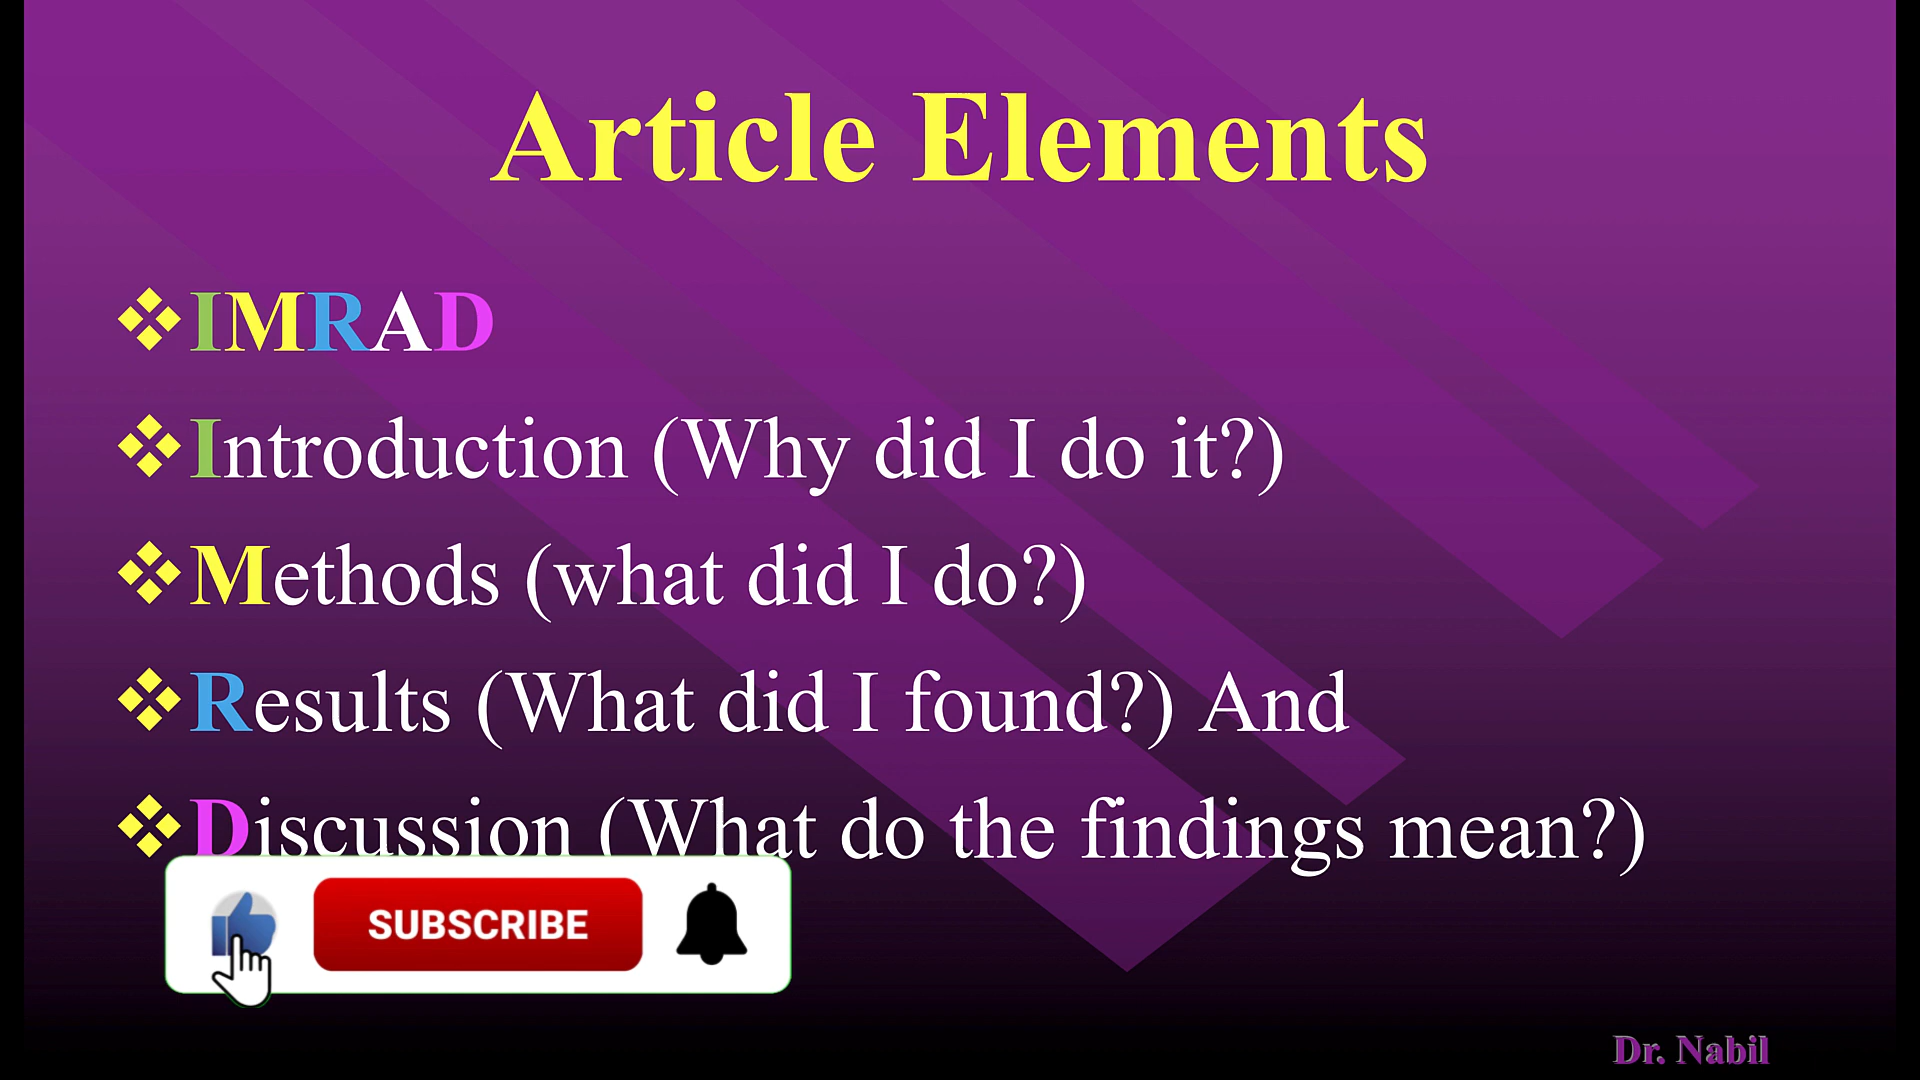 Article Elements
IMRAD
Introduction (Why did I do it?)
Methods (what did I do?)
Results (What did I found?) And
Discussion (What do the findings mean?)
SUBSCRIBE
Dr. Nabil